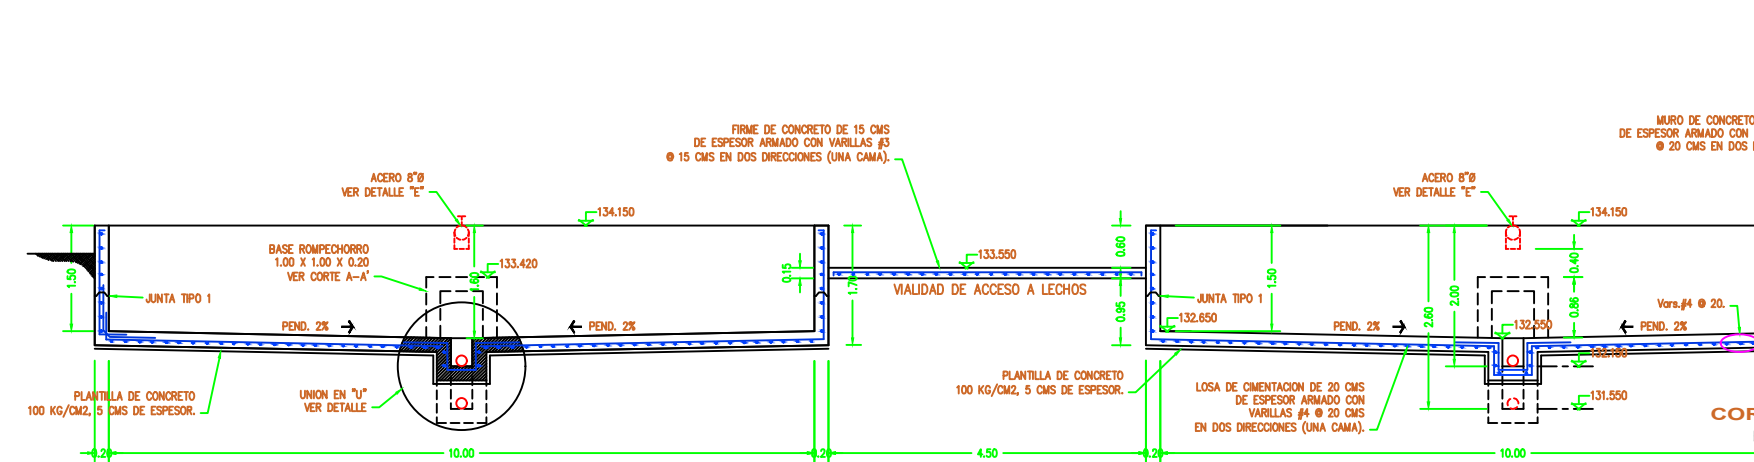 FIRME DE CONCRETO DE 15 CMS
DE ESPESOR ARMADO CON VARILLAS #3
@ 15 CMS EN DOS DIRECCIONES (UNA CAMA).
MURO DE CONCRETO
DE ESPESOR ARMADO CON
@ 20 CMS EN DOS
ACERO 8"Ø
VER DETALLE "E"
134.150
BASE ROMPECHORRO
1.00 X 1.00 X 0.20
VER CORTE A-A'
133.420
1.50
1.60
JUNTA TIPO 1
PEND. 2%
PEND. 2%
0.15
1.70
133.550
VIALIDAD DE ACCESO A LECHOS
0.60
0.95
ACERO 8"Ø
VER DETALLE "E"
134.150
1.50
JUNTA TIPO 1
132.650
PEND. 2%
2.60
2.00
0.40
0.86
132.550
PEND. 2%
Vars.#4 @ 20.
132.150
131.550
PLANTILLA DE CONCRETO
100 KG/CM2, 5 CMS DE ESPESOR.
UNION EN "U"
VER DETALLE
PLANTILLA DE CONCRETO
100 KG/CM2, 5 CMS DE ESPESOR.
LOSA DE CIMENTACION DE 20 CMS
DE ESPESOR ARMADO CON
VARILLAS #4 @ 20 CMS
EN DOS DIRECCIONES (UNA CAMA).
COR
0.20
10.00
0.20
4.50
0.20
10.00